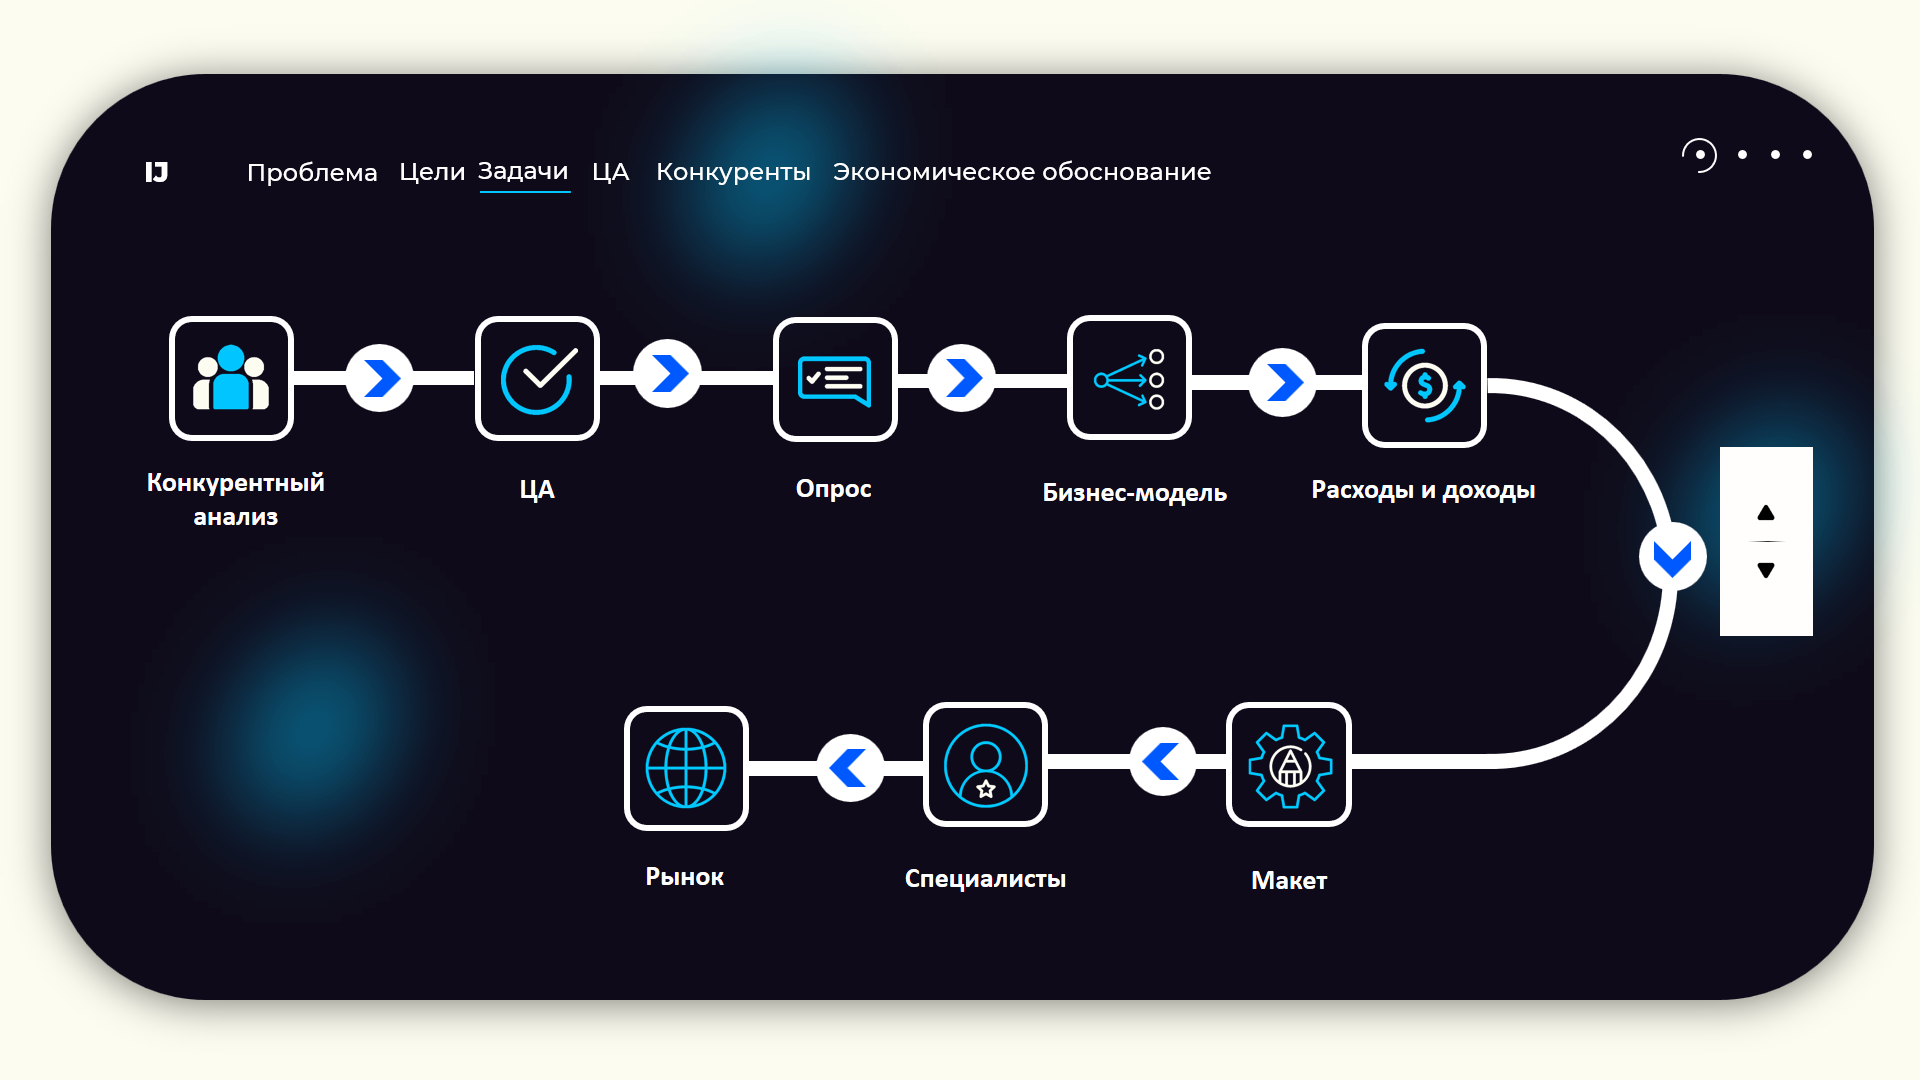 IJ
Проблема Цели Задачи ЦА Конкуренты Экономическое обоснование
Конкурентный
анализ
ЦА
Опрос
Бизнес-модель
Расходы и доходы
Рынок
Специалисты
Макет